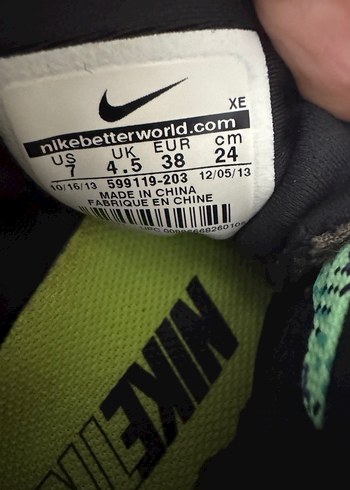 XE
nikebetterworld.com
US UK EUR cm
7 4.5 38 24
10/16/13 599119-203 12/05/13
MADE IN CHINA
FABRIQUE EN CHINE
UPC
NIKE